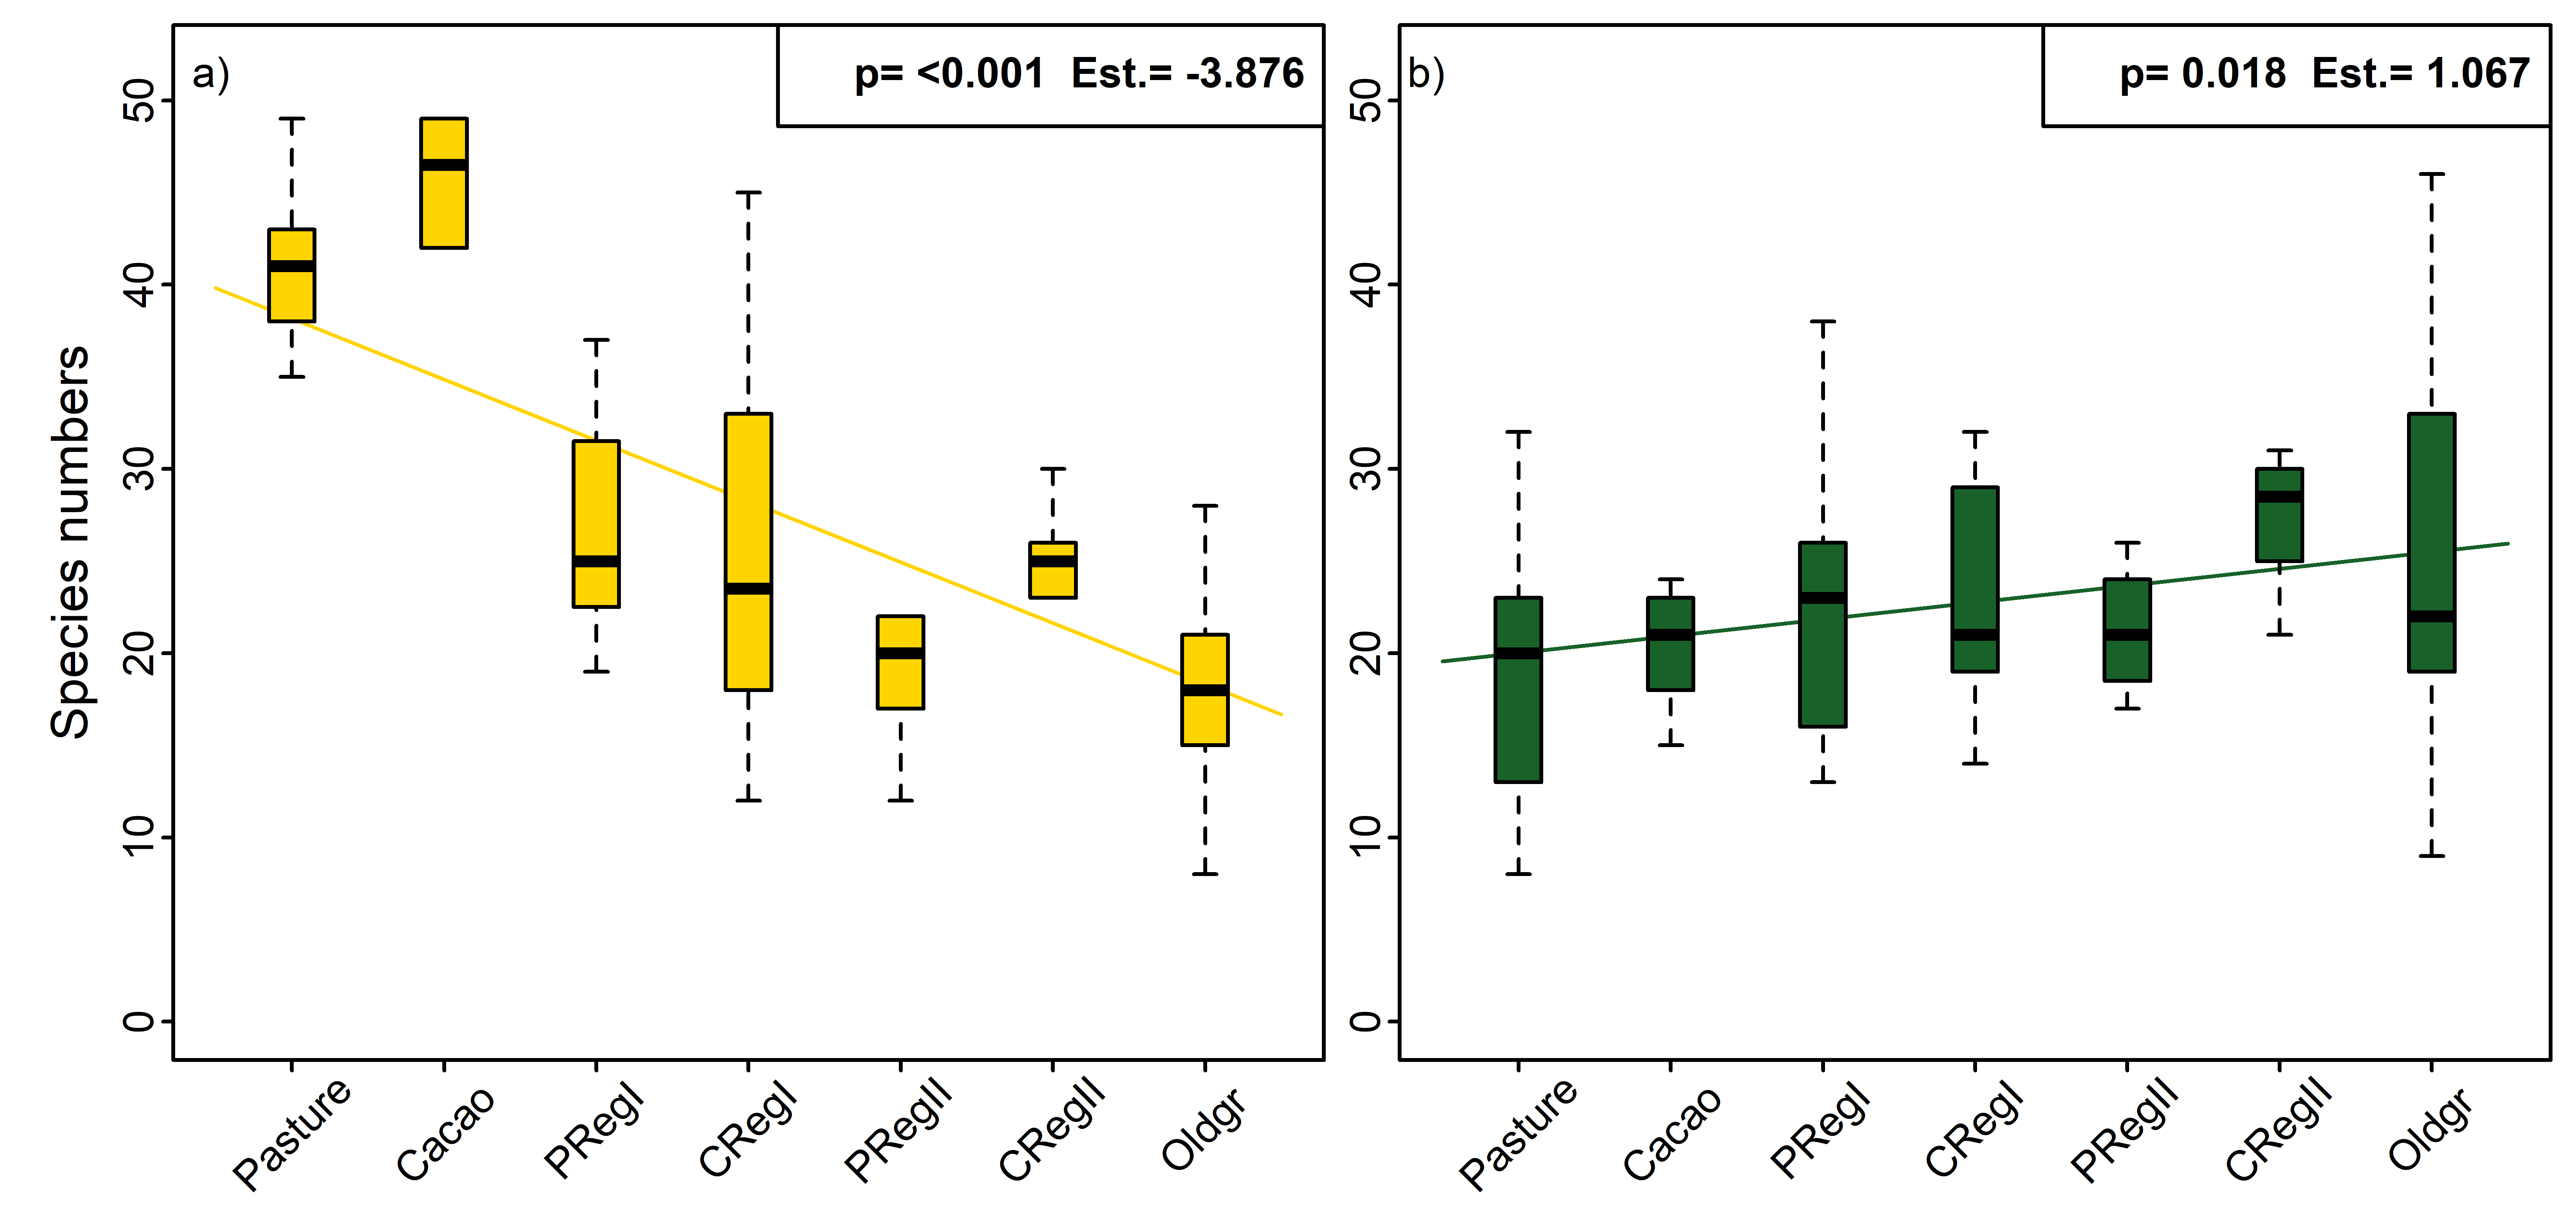 a)
p= <0.001 Est.= -3.876
Species numbers
50
40
30
20
10
0
Pasture
Cacao
PRegI
CRegI
PRegII
CRegII
Oldgr
b)
p= 0.018 Est.= 1.067
50
40
30
20
10
0
Pasture
Cacao
PRegI
CRegI
PRegII
CRegII
Oldgr